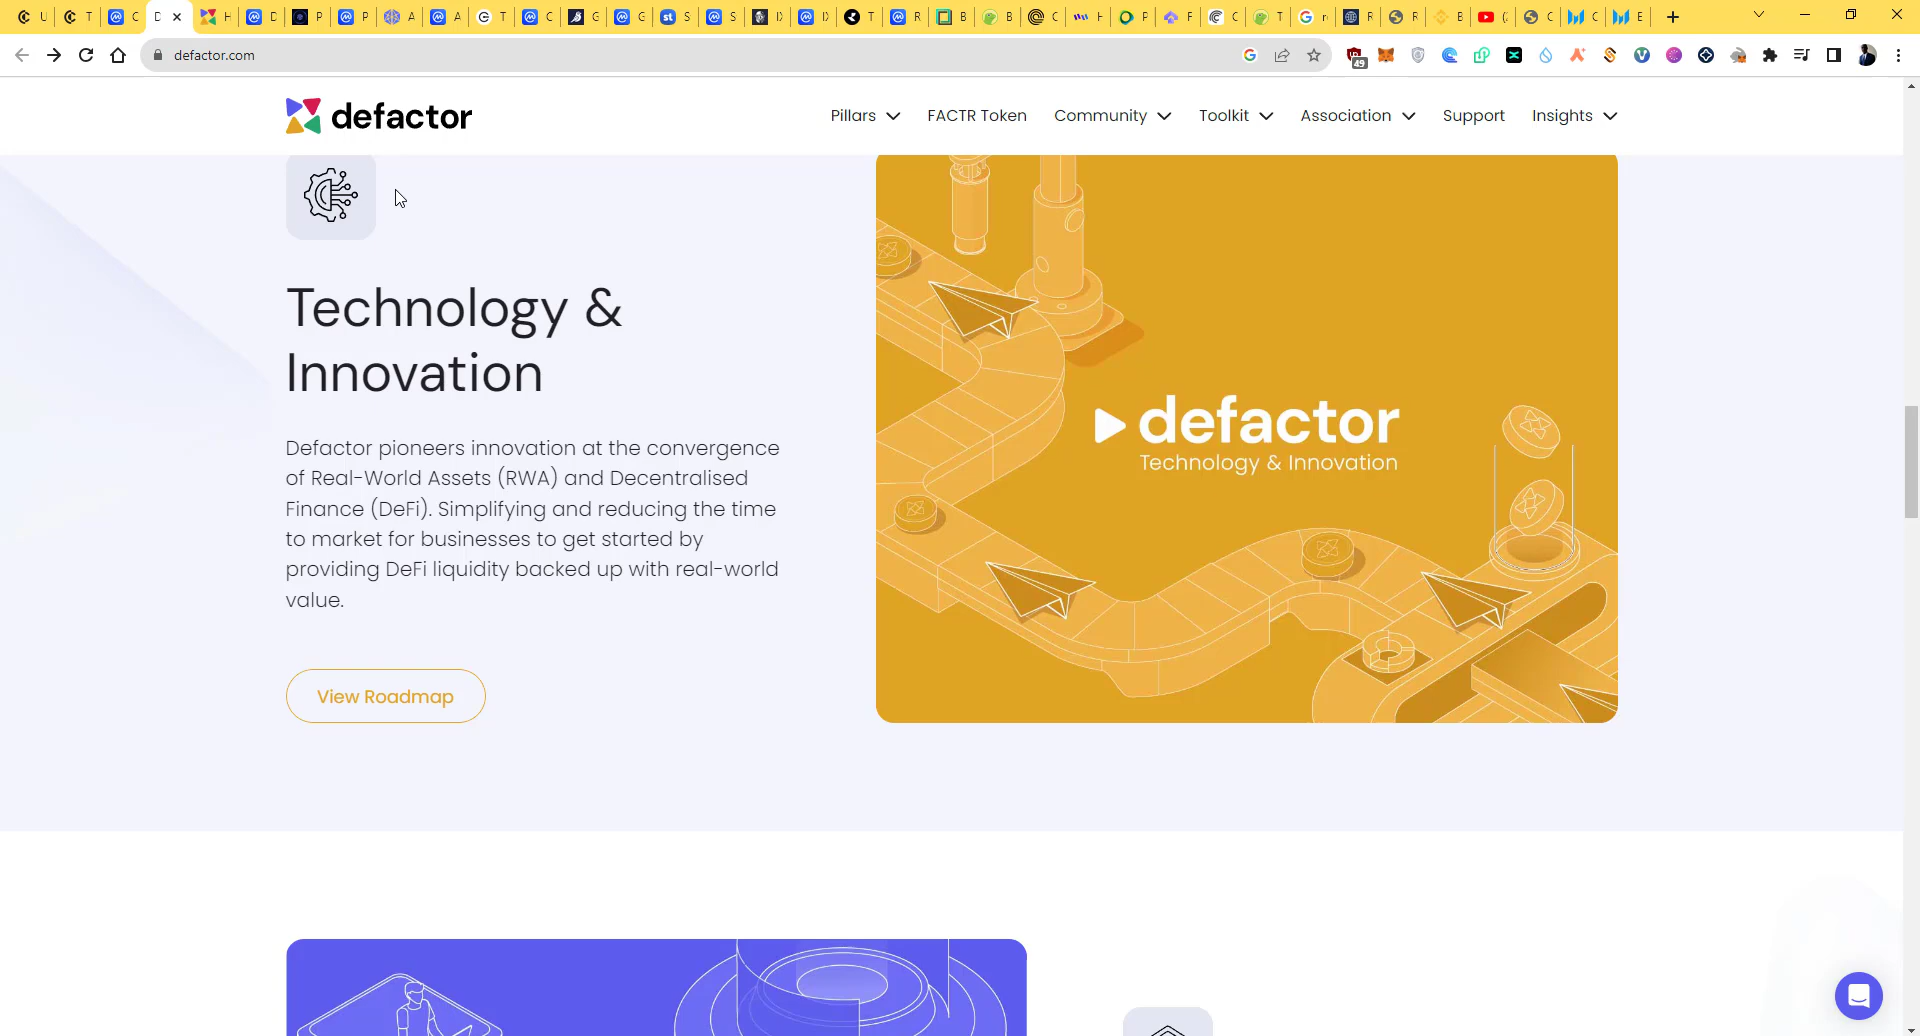 defactor.com
49
defactor
Pillars
FACTR Token
Community
Toolkit
Association
Support
Insights
Technology &
Innovation
Defactor pioneers innovation at the convergence
of Real-World Assets (RWA) and Decentralised
Finance (DeFi). Simplifying and reducing the time
to market for businesses to get started by
providing DeFi liquidity backed up with real-world
value.
View Roadmap
defactor
Technology & Innovation